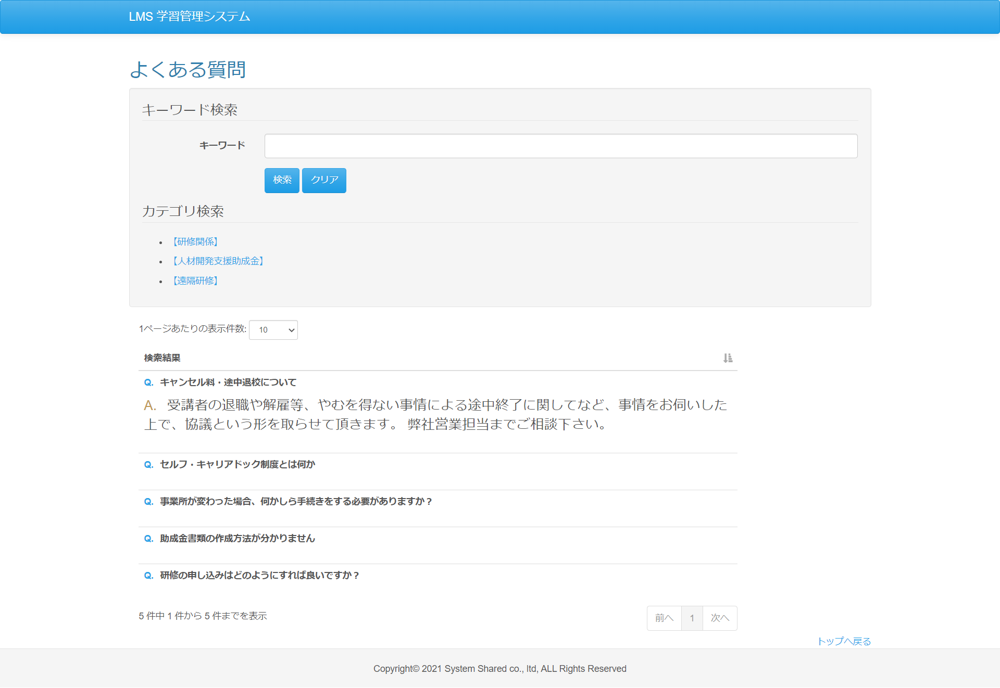 LMS 学習管理システム
よくある質問
キーワード検索
キーワード
検索 クリア
カテゴリ検索
【研修関係】
【人材開発支援助成金】
【遠隔研修】
1ページあたりの表示件数: 10
検索結果
Q. キャンセル料・途中退校について
A. 受講者の退職や解雇等、やむを得ない事情による途中終了に関してなど、事情をお伺いした
上で、協議という形を取らせて頂きます。 弊社営業担当までご相談下さい。
Q. セルフ・キャリアドック制度とは何か
Q. 事業所が変わった場合、何かしら手続きをする必要がありますか？
Q. 助成金書類の作成方法が分かりません
Q. 研修の申し込みはどのようにすれば良いですか？
5 件中 1 件から 5 件までを表示
前へ 1 次へ
トップへ戻る
Copyright© 2021 System Shared co., ltd, ALL Rights Reserved